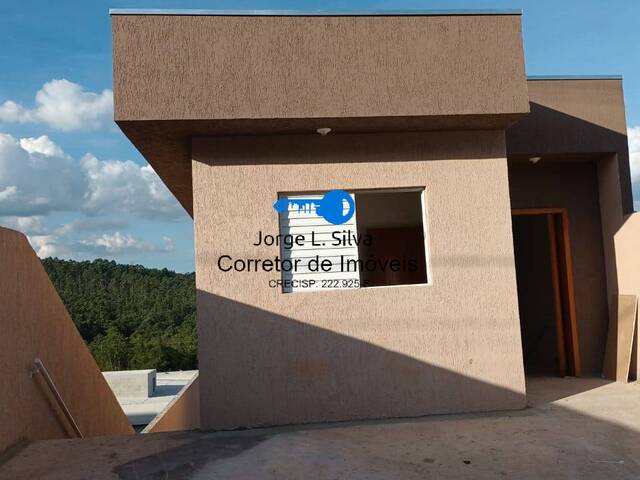 Jorge L. Silva
Corretor de Imóveis
CRECISP. 222.925-F